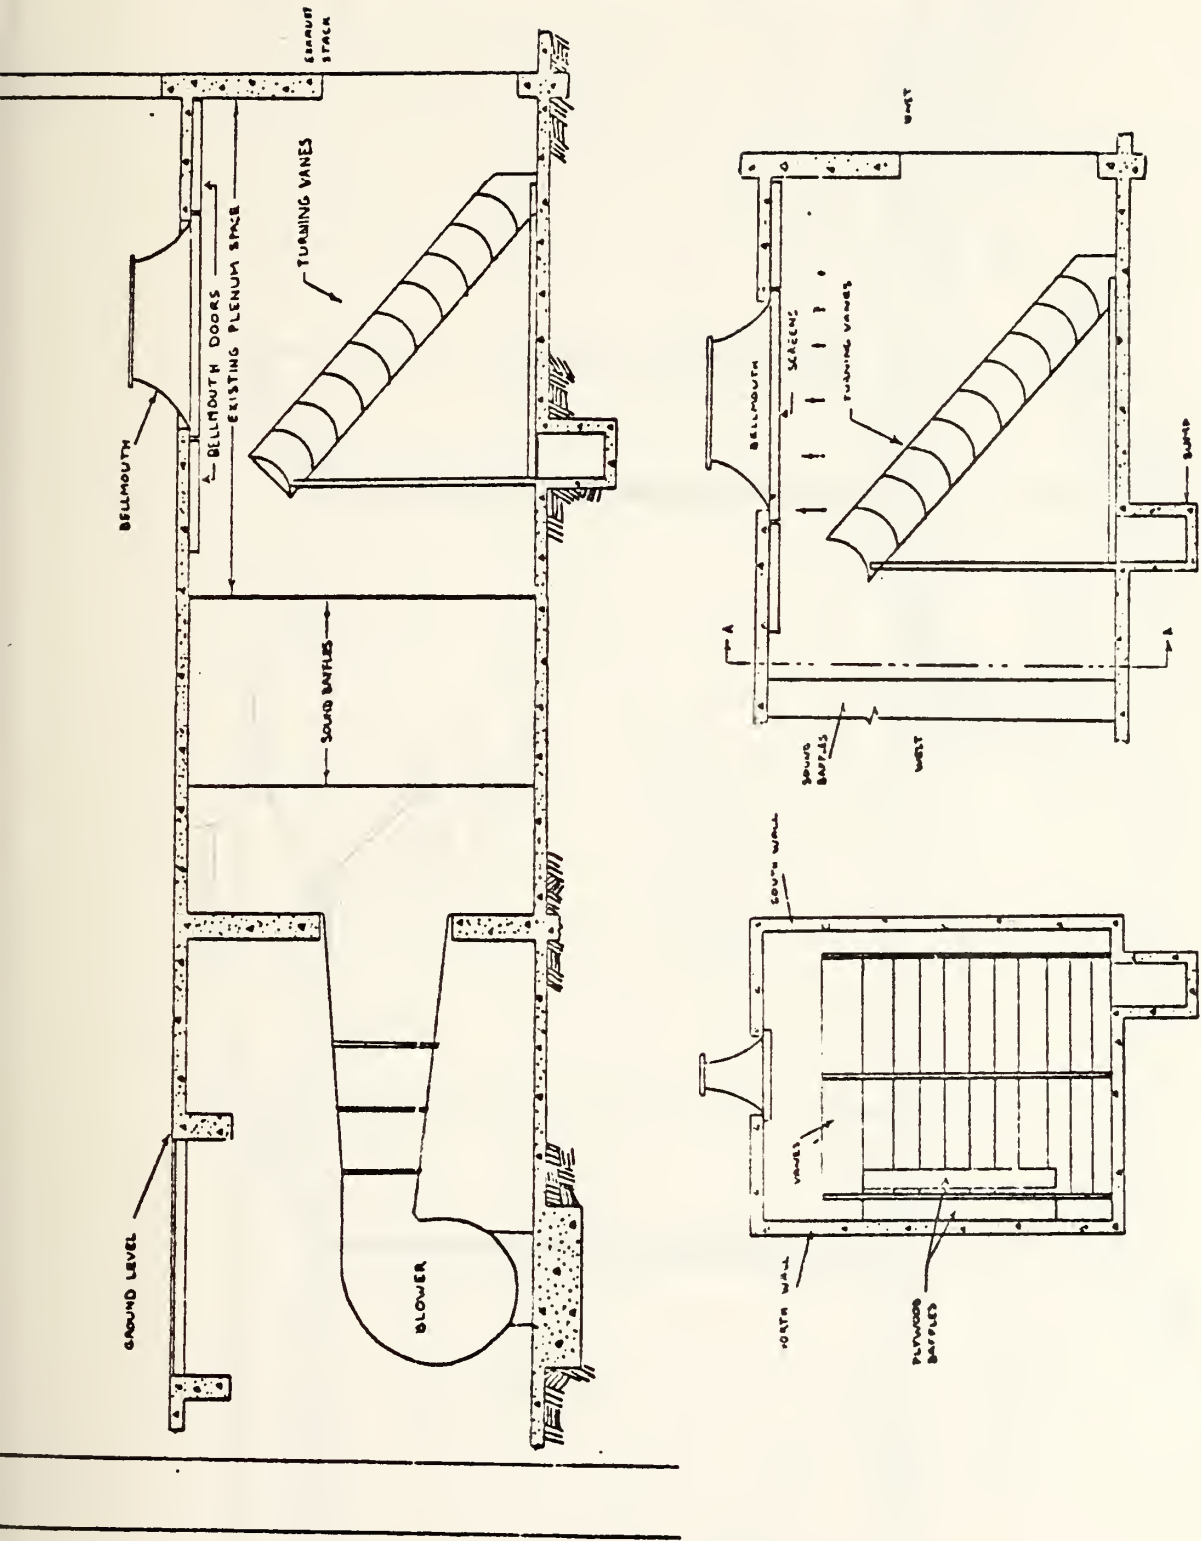 EXHAUST
STACK
TURNING VANES
BELLMOUTH DOORS
EXISTING PLENUM SPACE
BELLMOUTH
SOUND BAFFLES
GROUND LEVEL
BLOWER
BELLMOUTH
SCREENS
TURNING VANES
SUMP
A
A
SOUND
BAFFLES
WEST
SOUTH WALL
VANES
NORTH WALL
PLYWOOD
BAFFLES